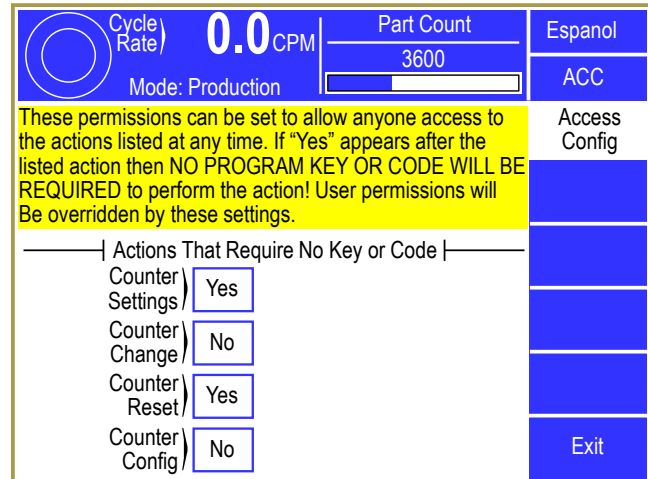 Cycle
Rate
0.0 CPM
Mode: Production
Part Count
3600
Espanol
ACC
Access
Config
These permissions can be set to allow anyone access to
the actions listed at any time. If “Yes” appears after the
listed action then NO PROGRAM KEY OR CODE WILL BE
REQUIRED to perform the action! User permissions will
Be overridden by these settings.
Actions That Require No Key or Code
Counter
Settings
Yes
Counter
Change
No
Counter
Reset
Yes
Counter
Config
No
Exit